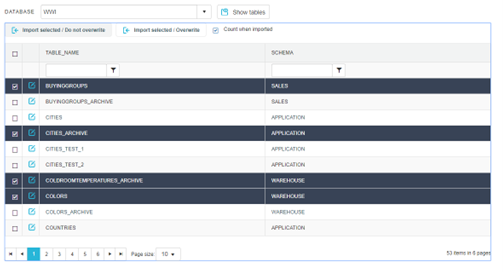 DATABASE WWI Show tables
Import selected / Do not overwrite Import selected / Overwrite Count when imported
TABLE_NAME SCHEMA
BUYINGGROUPS SALES
BUYINGGROUPS_ARCHIVE SALES
CITIES APPLICATION
CITIES_ARCHIVE APPLICATION
CITIES_TEST_1 APPLICATION
CITIES_TEST_2 APPLICATION
COLDROOMTEMPERATURES_ARCHIVE WAREHOUSE
COLORS WAREHOUSE
COLORS_ARCHIVE WAREHOUSE
COUNTRIES APPLICATION
1 2 3 4 5 6 Page size 10 53 items in 6 pages